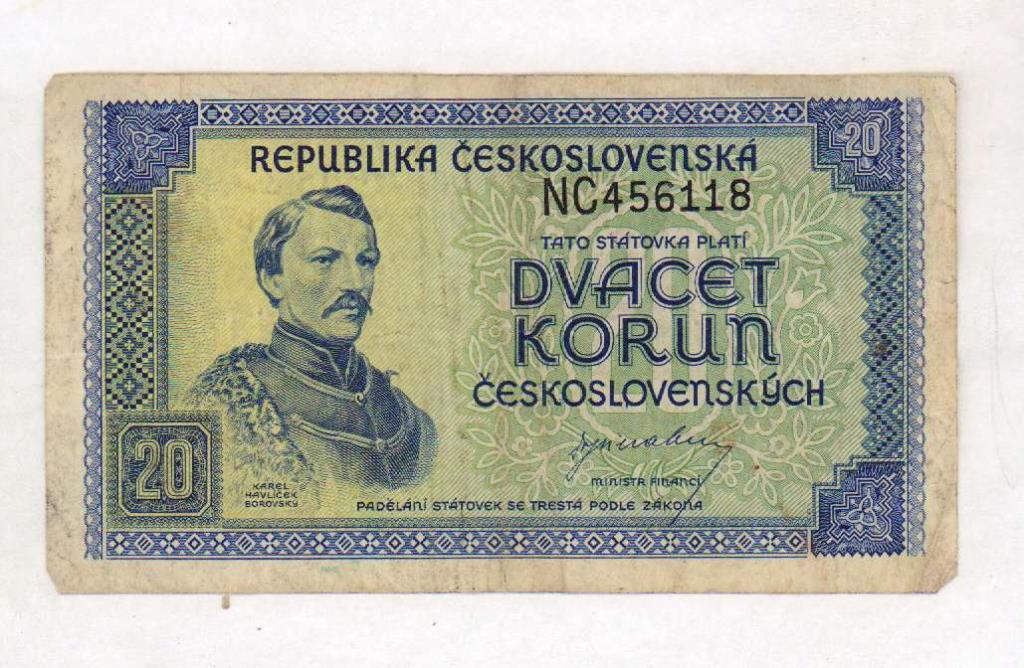 20
REPUBLIKA ČESKOSLOVENSKÁ
NC456118
TATO STÁTOVKA PLATÍ
DVACET
KORUN
ČESKOSLOVENSKÝCH
MINISTR FINANCÍ
20
KAREL
HAVLÍČEK
BOROVSKÝ
PADĚLÁNÍ STÁTOVEK SE TRESTÁ PODLE ZÁKONA